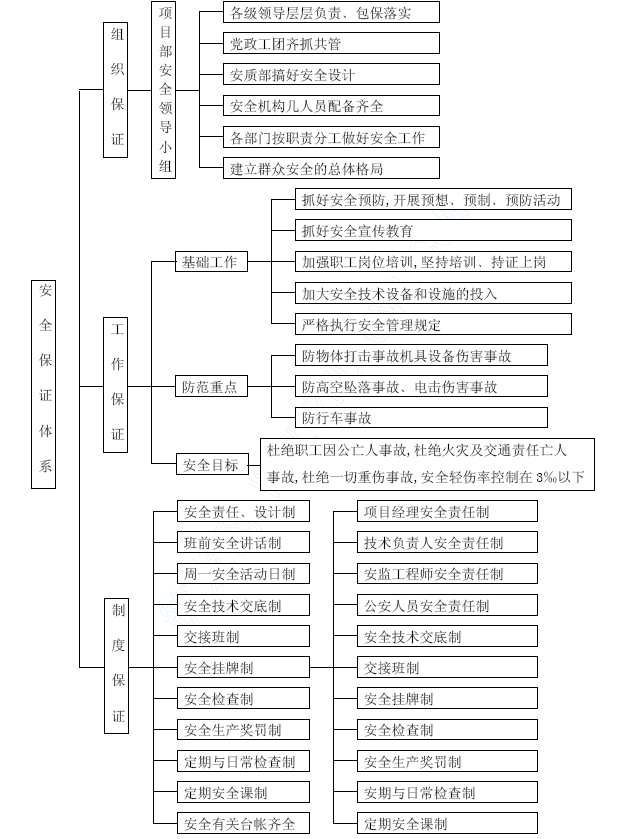 安全保证体系
组织保证
项目部安全领导小组
各级领导层层负责、包保落实
党政工团齐抓共管
安质部搞好安全设计
安全机构几人员配备齐全
各部门按职责分工做好安全工作
建立群众安全的总体格局
工作保证
基础工作
抓好安全预防,开展预想、预制、预防活动
抓好安全宣传教育
加强职工岗位培训,坚持培训、持证上岗
加大安全技术设备和设施的投入
严格执行安全管理规定
防范重点
防物体打击事故机具设备伤害事故
防高空坠落事故、电击伤害事故
防行车事故
安全目标
杜绝职工因公亡人事故,杜绝火灾及交通责任亡人
事故,杜绝一切重伤事故,安全轻伤率控制在3‰以下
制度保证
安全责任、设计制
班前安全讲话制
周一安全活动日制
安全技术交底制
交接班制
安全挂牌制
安全检查制
安全生产奖罚制
定期与日常检查制
定期安全课制
安全有关台帐齐全
项目经理安全责任制
技术负责人安全责任制
安监工程师安全责任制
公安人员安全责任制
安全技术交底制
交接班制
安全挂牌制
安全检查制
安全生产奖罚制
安期与日常检查制
定期安全课制